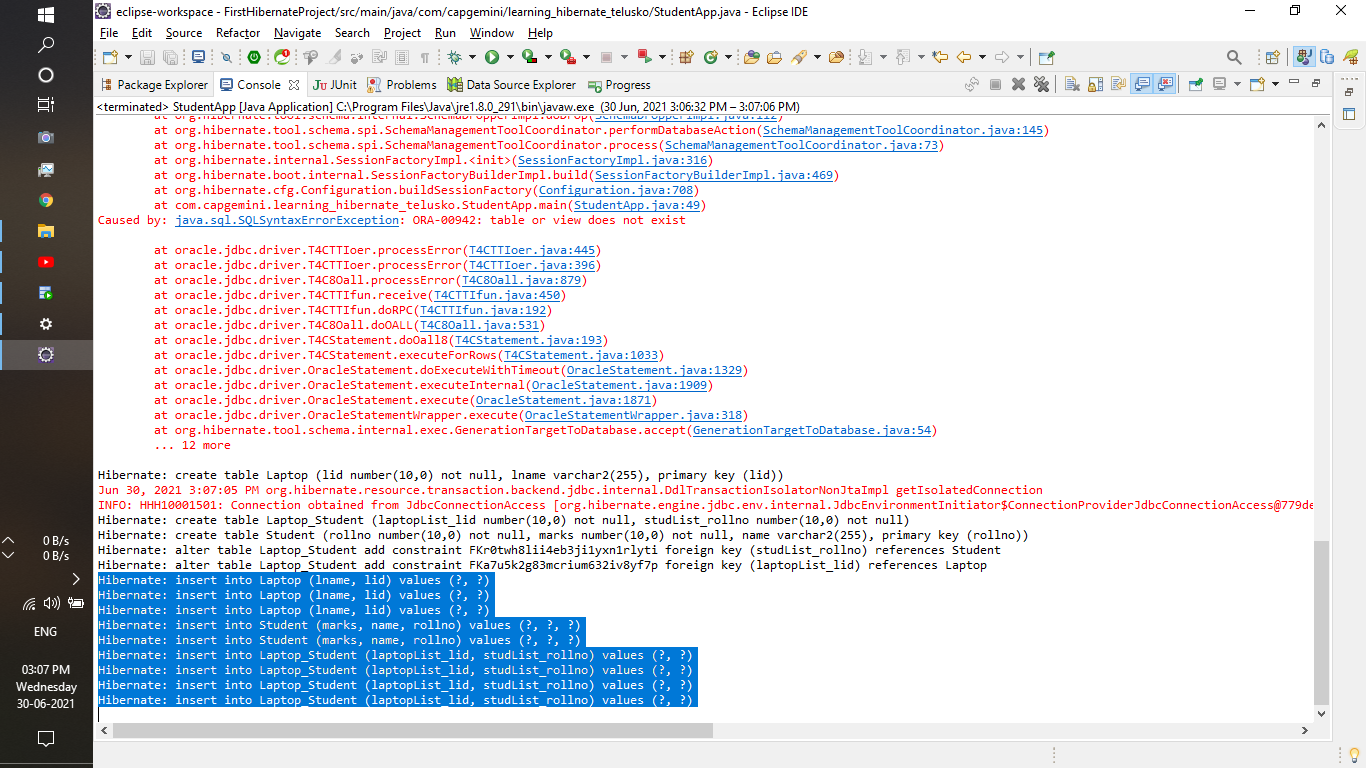 eclipse-workspace - FirstHibernateProject/src/main/java/com/capgemini/learning_hibernate_telusko/StudentApp.java - Eclipse IDE
File Edit Source Refactor Navigate Search Project Run Window Help
Package Explorer Console JUnit Problems Data Source Explorer Progress
<terminated> StudentApp [Java Application] C:\Program Files\Java\jre1.8.0_291\bin\javaw.exe (30 Jun, 2021 3:06:32 PM – 3:07:06 PM)
at org.hibernate.tool.schema.internal.SchemaDropperImpl.doDrop(SchemaDropperImpl.java:112)
at org.hibernate.tool.schema.spi.SchemaManagementToolCoordinator.performDatabaseAction(SchemaManagementToolCoordinator.java:145)
at org.hibernate.tool.schema.spi.SchemaManagementToolCoordinator.process(SchemaManagementToolCoordinator.java:73)
at org.hibernate.internal.SessionFactoryImpl.<init>(SessionFactoryImpl.java:316)
at org.hibernate.boot.internal.SessionFactoryBuilderImpl.build(SessionFactoryBuilderImpl.java:469)
at org.hibernate.cfg.Configuration.buildSessionFactory(Configuration.java:708)
at com.capgemini.learning_hibernate_telusko.StudentApp.main(StudentApp.java:49)
Caused by: java.sql.SQLSyntaxErrorException: ORA-00942: table or view does not exist
at oracle.jdbc.driver.T4CTTIoer.processError(T4CTTIoer.java:445)
at oracle.jdbc.driver.T4CTTIoer.processError(T4CTTIoer.java:396)
at oracle.jdbc.driver.T4C8Oall.processError(T4C8Oall.java:879)
at oracle.jdbc.driver.T4CTTIfun.receive(T4CTTIfun.java:450)
at oracle.jdbc.driver.T4CTTIfun.doRPC(T4CTTIfun.java:192)
at oracle.jdbc.driver.T4C8Oall.doOALL(T4C8Oall.java:531)
at oracle.jdbc.driver.T4CStatement.doOall8(T4CStatement.java:193)
at oracle.jdbc.driver.T4CStatement.executeForRows(T4CStatement.java:1033)
at oracle.jdbc.driver.OracleStatement.doExecuteWithTimeout(OracleStatement.java:1329)
at oracle.jdbc.driver.OracleStatement.executeInternal(OracleStatement.java:1909)
at oracle.jdbc.driver.OracleStatement.execute(OracleStatement.java:1871)
at oracle.jdbc.driver.OracleStatementWrapper.execute(OracleStatementWrapper.java:318)
at org.hibernate.tool.schema.internal.exec.GenerationTargetToDatabase.accept(GenerationTargetToDatabase.java:54)
... 12 more
Hibernate: create table Laptop (lid number(10,0) not null, lname varchar2(255), primary key (lid))
Jun 30, 2021 3:07:05 PM org.hibernate.resource.transaction.backend.jdbc.internal.DdlTransactionIsolatorNonJtaImpl getIsolatedConnection
INFO: HHH10001501: Connection obtained from JdbcConnectionAccess [org.hibernate.engine.jdbc.env.internal.JdbcEnvironmentInitiator$ConnectionProviderJdbcConnectionAccess@779de
Hibernate: create table Laptop_Student (laptopList_lid number(10,0) not null, studList_rollno number(10,0) not null)
Hibernate: create table Student (rollno number(10,0) not null, marks number(10,0) not null, name varchar2(255), primary key (rollno))
Hibernate: alter table Laptop_Student add constraint FKr0twh8lii4eb3ji1yxn1rlyti foreign key (studList_rollno) references Student
Hibernate: alter table Laptop_Student add constraint FKa7u5k2g83mcrium632iv8yf7p foreign key (laptopList_lid) references Laptop
Hibernate: insert into Laptop (lname, lid) values (?, ?)
Hibernate: insert into Laptop (lname, lid) values (?, ?)
Hibernate: insert into Laptop (lname, lid) values (?, ?)
Hibernate: insert into Student (marks, name, rollno) values (?, ?, ?)
Hibernate: insert into Student (marks, name, rollno) values (?, ?, ?)
Hibernate: insert into Laptop_Student (laptopList_lid, studList_rollno) values (?, ?)
Hibernate: insert into Laptop_Student (laptopList_lid, studList_rollno) values (?, ?)
Hibernate: insert into Laptop_Student (laptopList_lid, studList_rollno) values (?, ?)
Hibernate: insert into Laptop_Student (laptopList_lid, studList_rollno) values (?, ?)
0 B/s
0 B/s
ENG
03:07 PM
Wednesday
30-06-2021